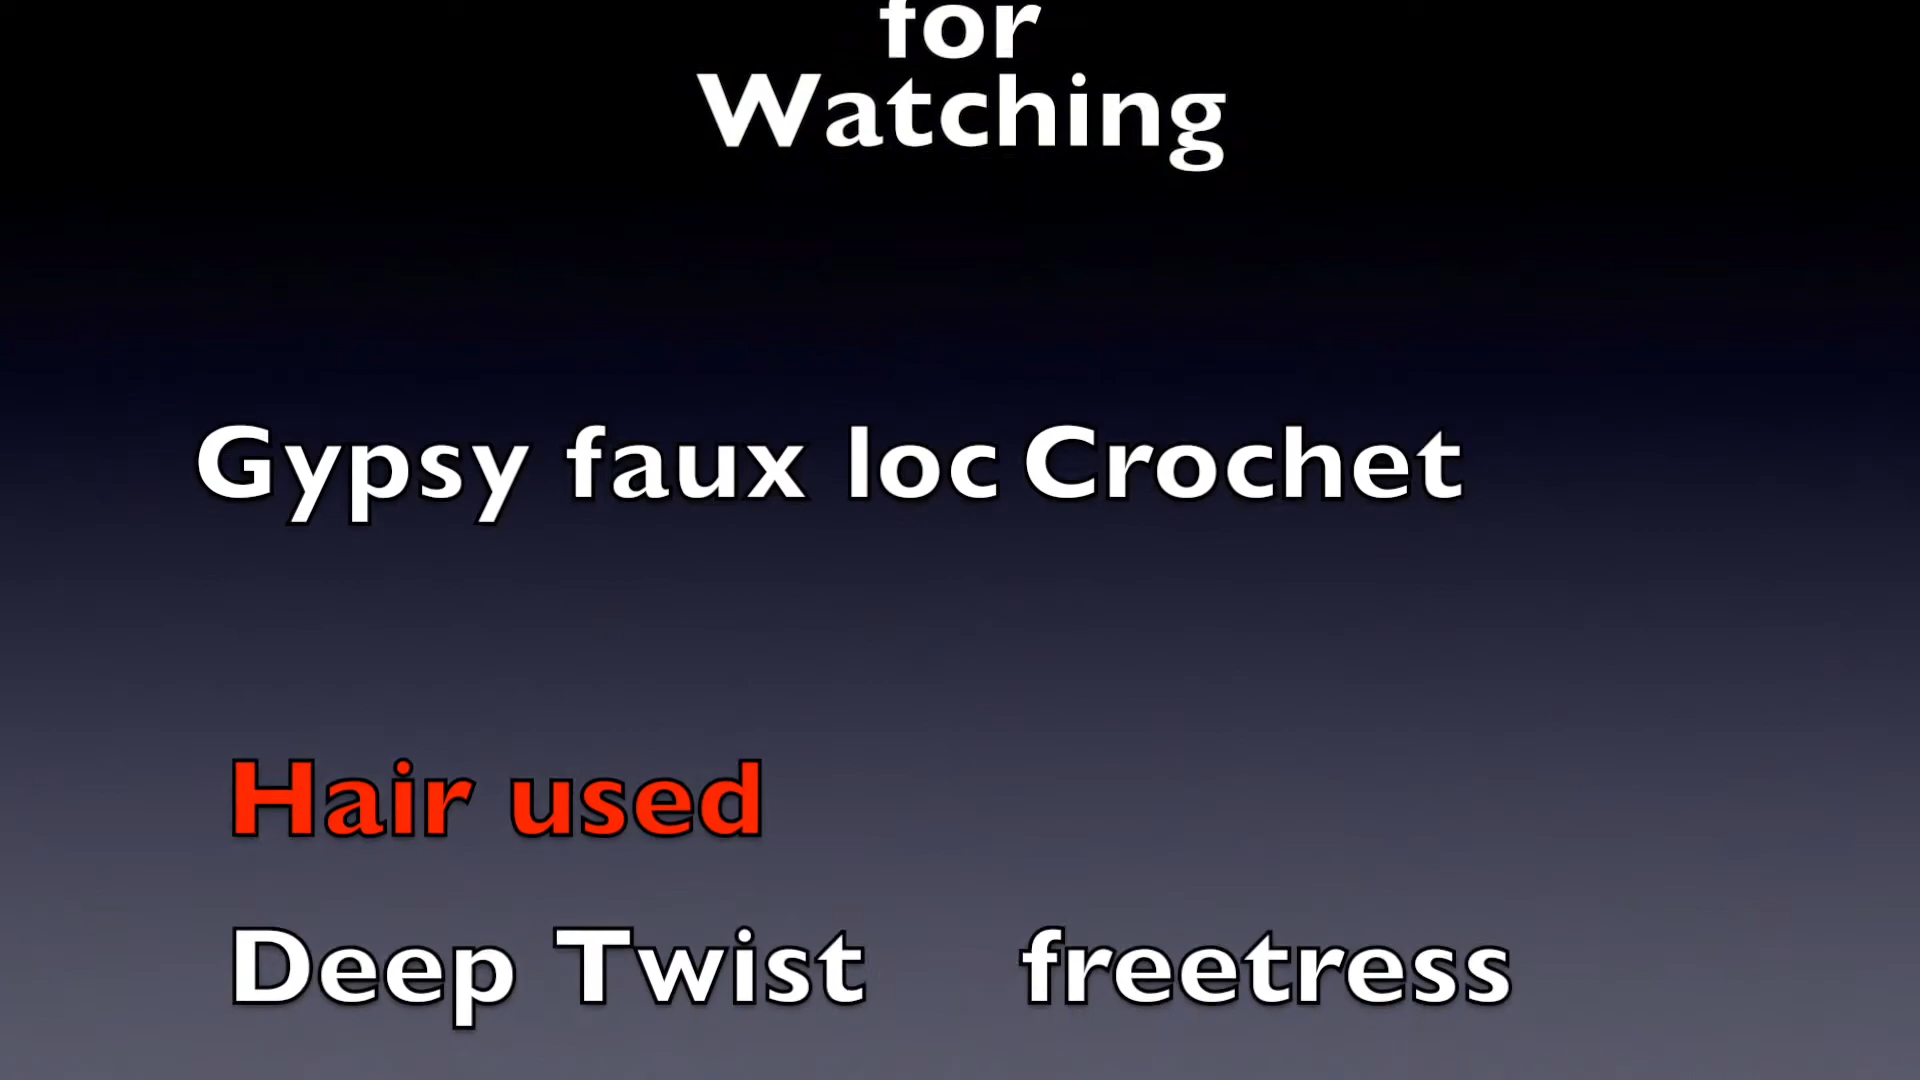 for
Watching
Gypsy faux loc Crochet
Hair used
Deep Twist freetress